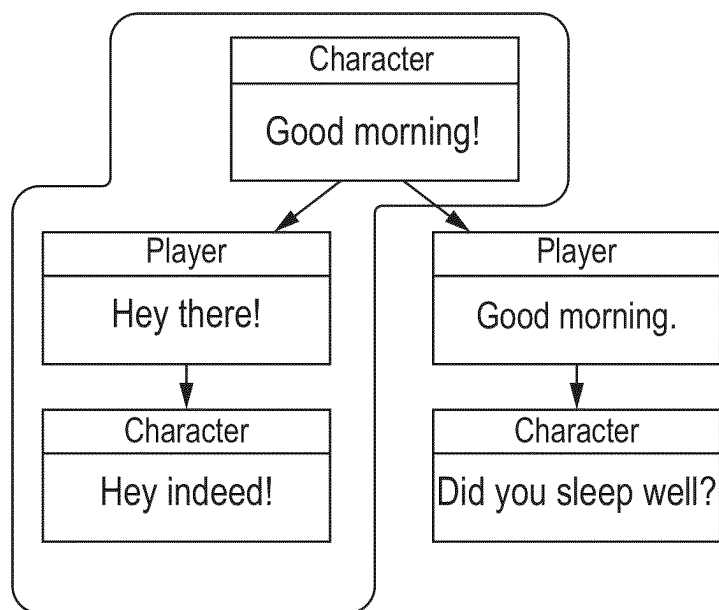 Character
Good morning!
Player
Hey there!
Character
Hey indeed!
Player
Good morning.
Character
Did you sleep well?